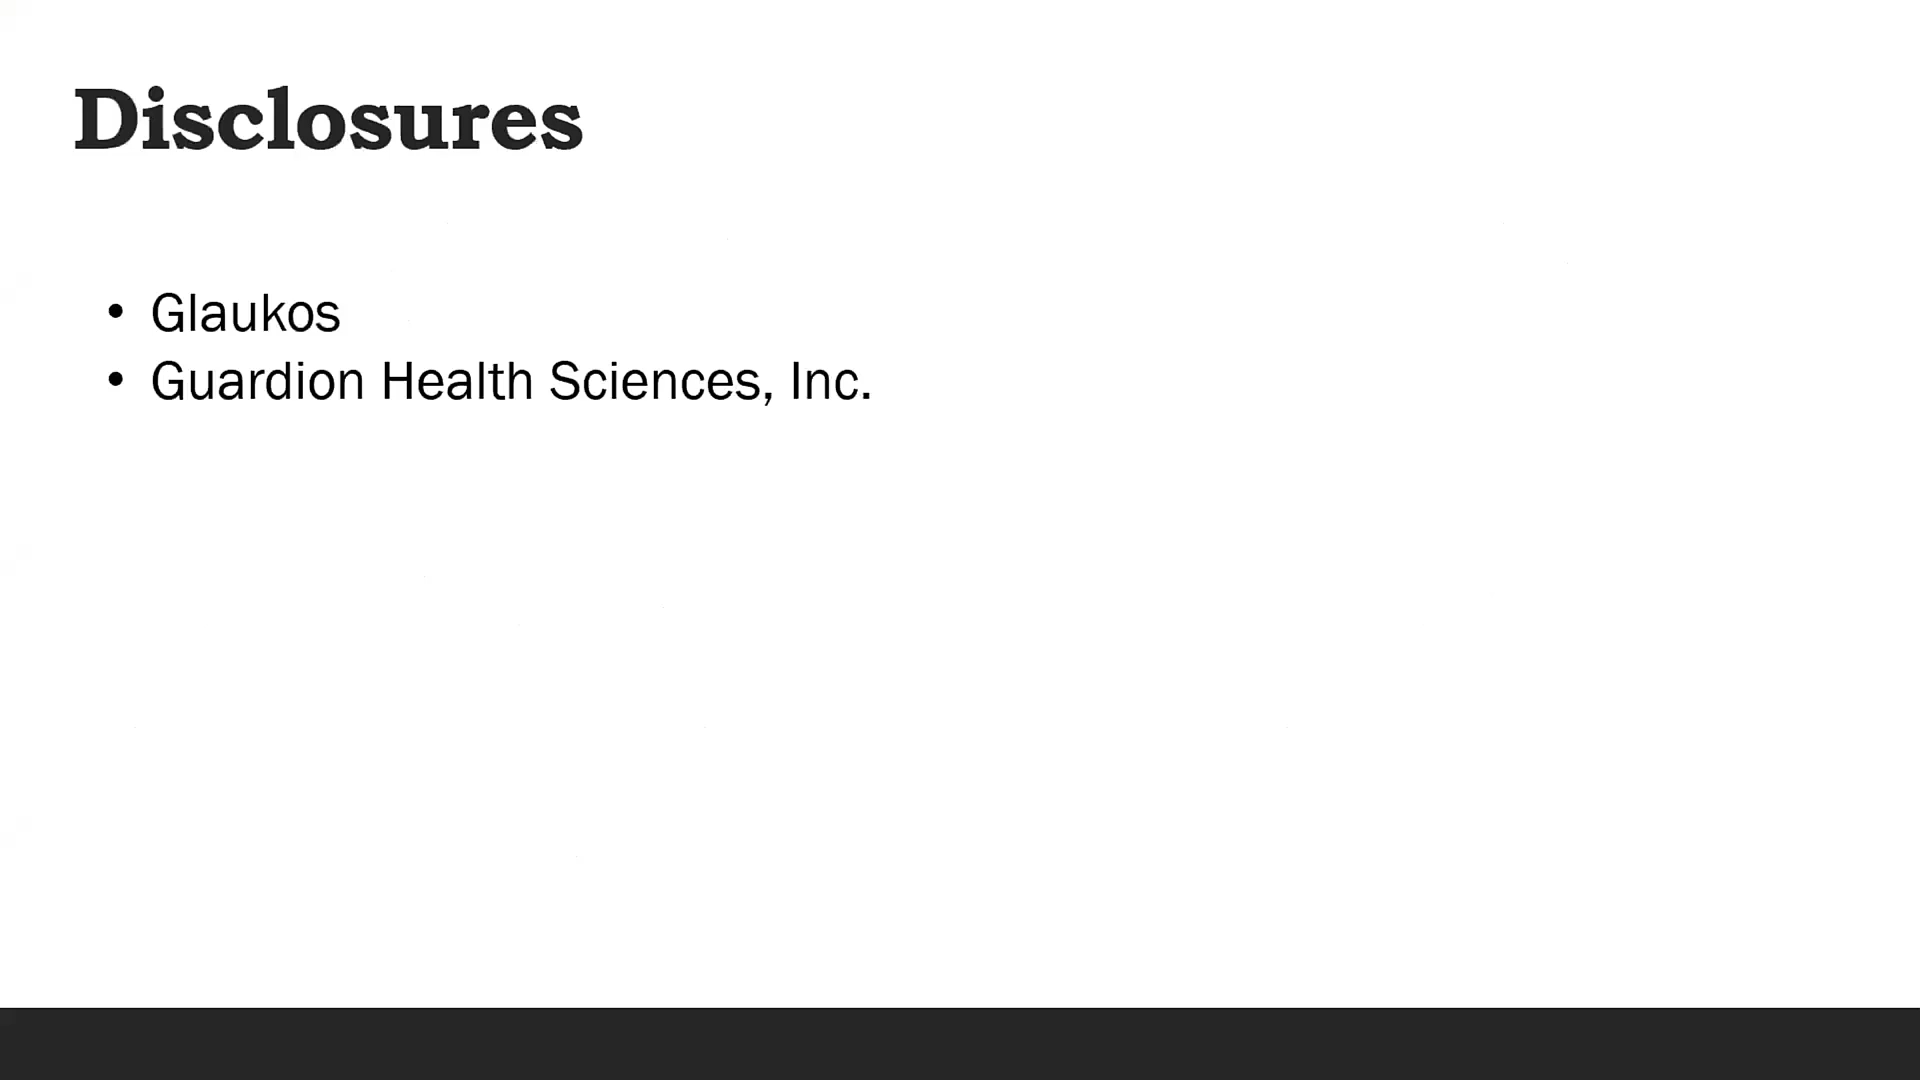 Disclosures
• Glaukos
• Guardion Health Sciences, Inc.